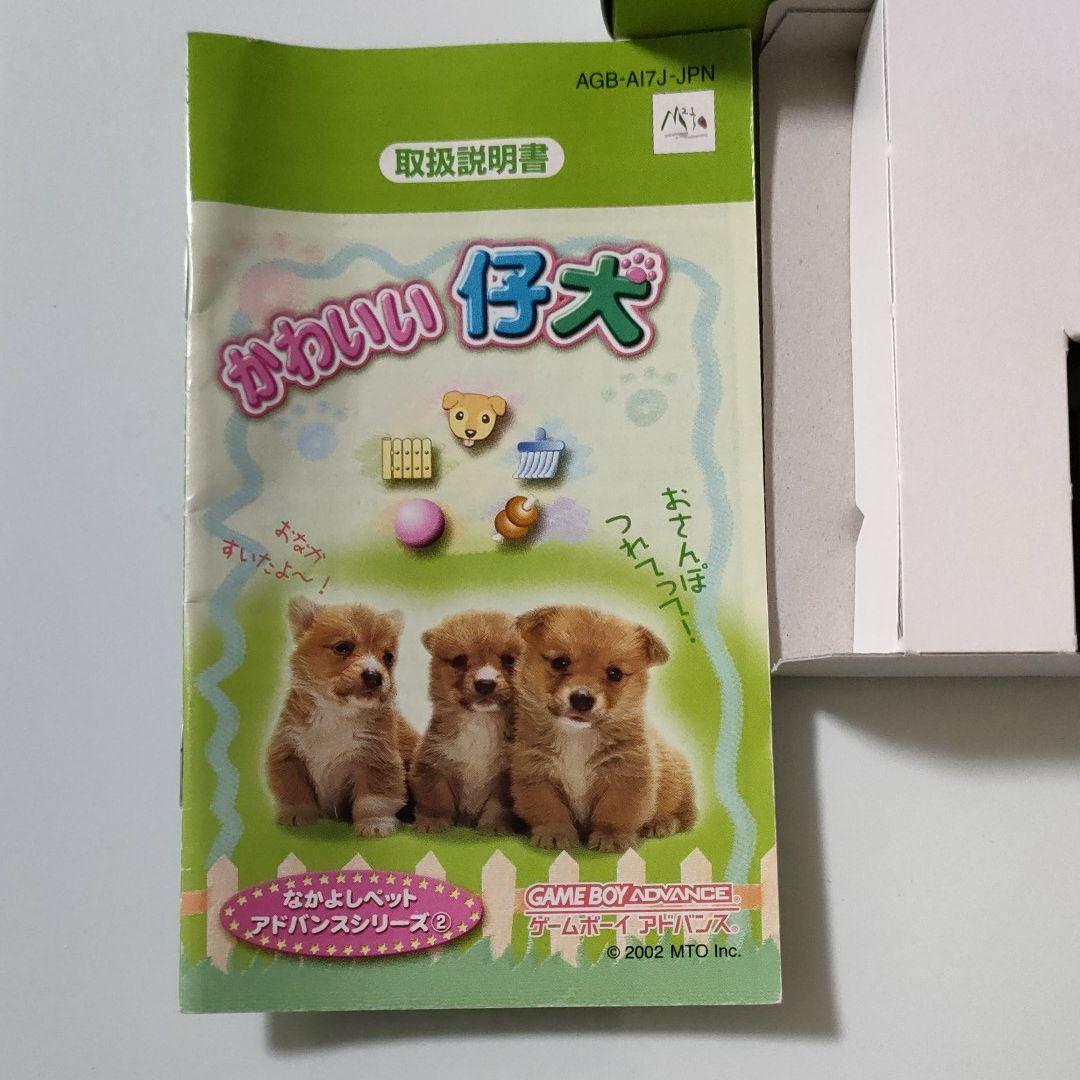 AGB-AI7J-JPN
Mto
取扱説明書
かわいい仔犬
おさんぽ
つれてって!
おなか
すいたよ～!
なかよしペット
アドバンスシリーズ②
GAME BOY ADVANCE®
ゲームボーイ アドバンス®
© 2002 MTO Inc.